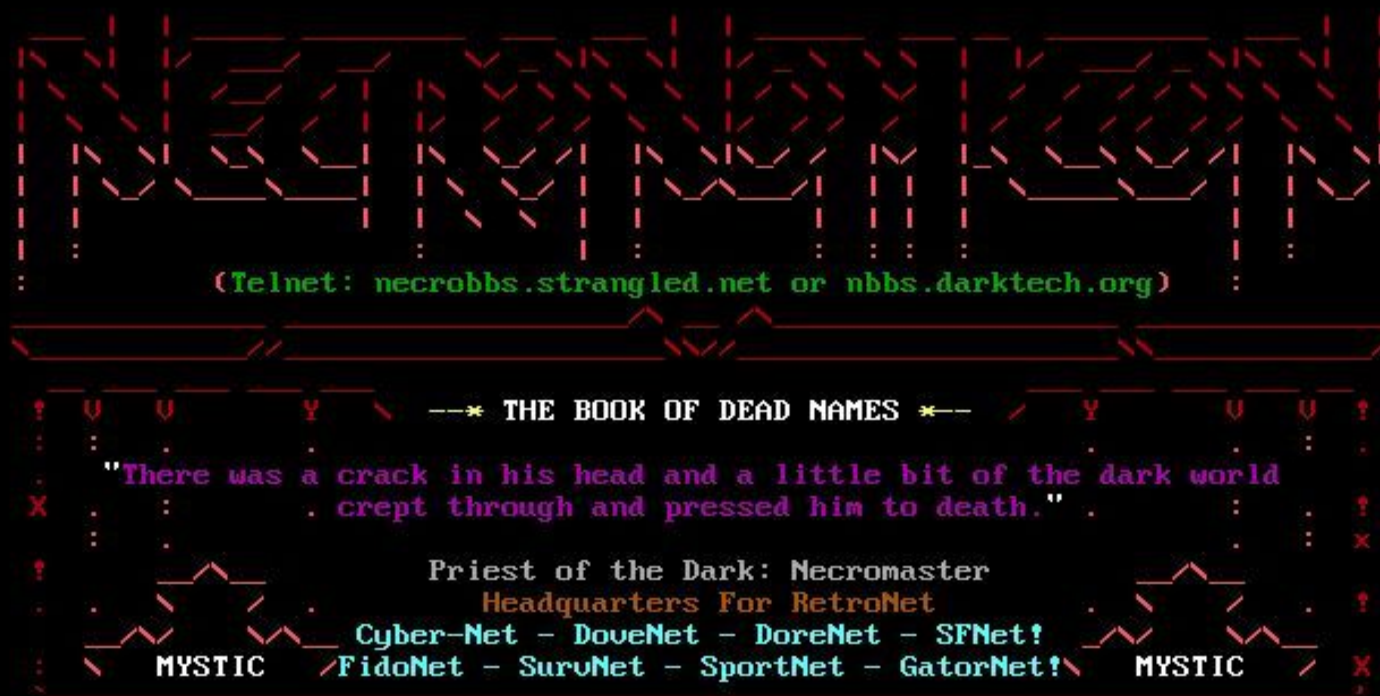 NecronomicoN
(Telnet: necrobbs.strangled.net or nbbs.darktech.org)
--* THE BOOK OF DEAD NAMES *--
"There was a crack in his head and a little bit of the dark world
crept through and pressed him to death."
Priest of the Dark: Necromaster
Headquarters For RetroNet
Cyber-Net - DoveNet - DoreNet - SFNet!
MYSTIC FidoNet - SurvNet - SportNet - GatorNet! MYSTIC